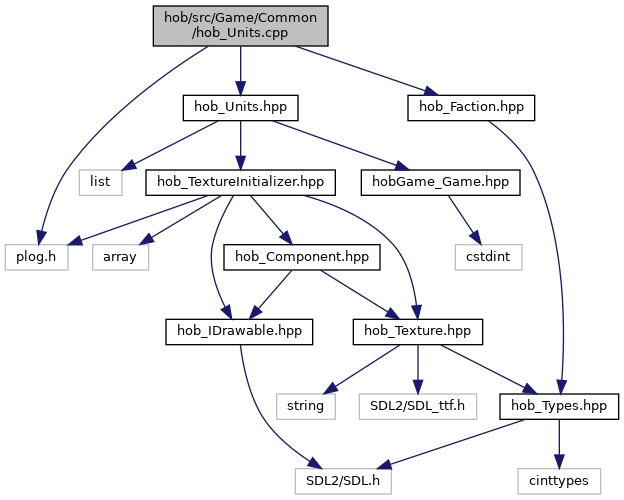 hob/src/Game/Common
/hob_Units.cpp
hob_Units.hpp
hob_Faction.hpp
list
hob_TextureInitializer.hpp
hobGame_Game.hpp
plog.h
array
hob_Component.hpp
cstdint
hob_IDrawable.hpp
hob_Texture.hpp
string
SDL2/SDL_ttf.h
hob_Types.hpp
SDL2/SDL.h
cinttypes